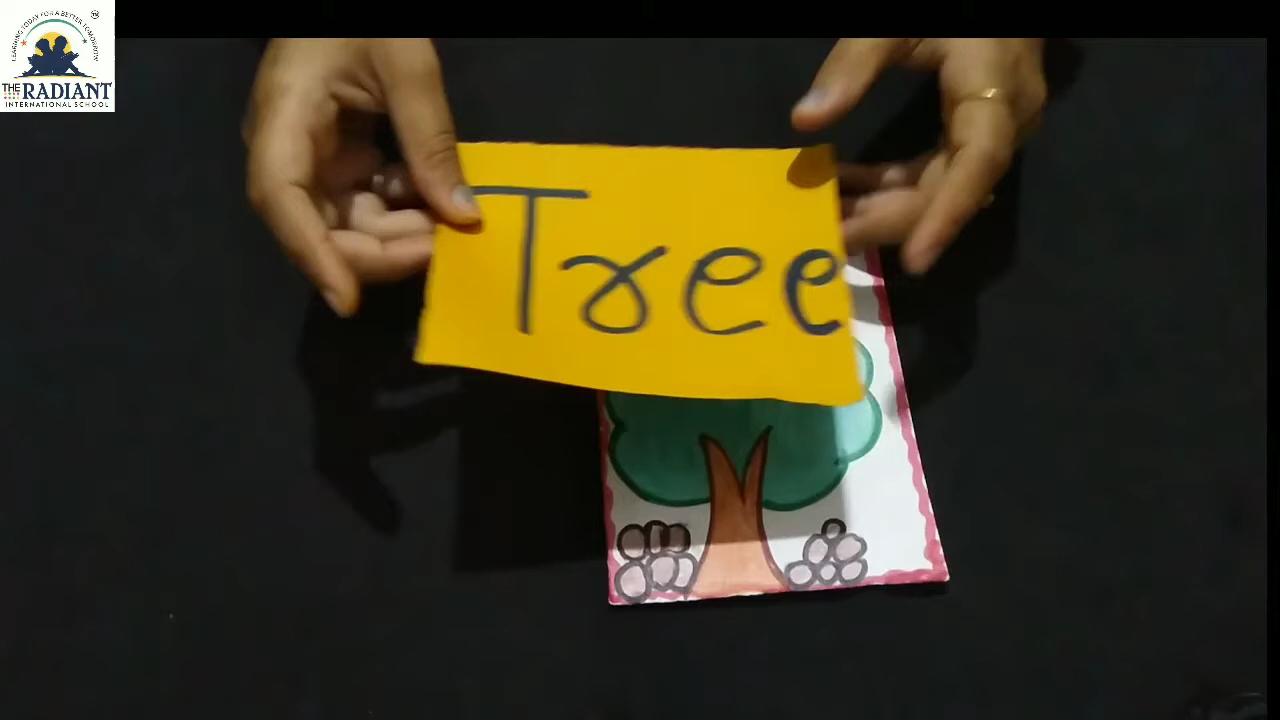 LEARNING TODAY FOR A BETTER TOMORROW
THE RADIANT
INTERNATIONAL SCHOOL
Tree